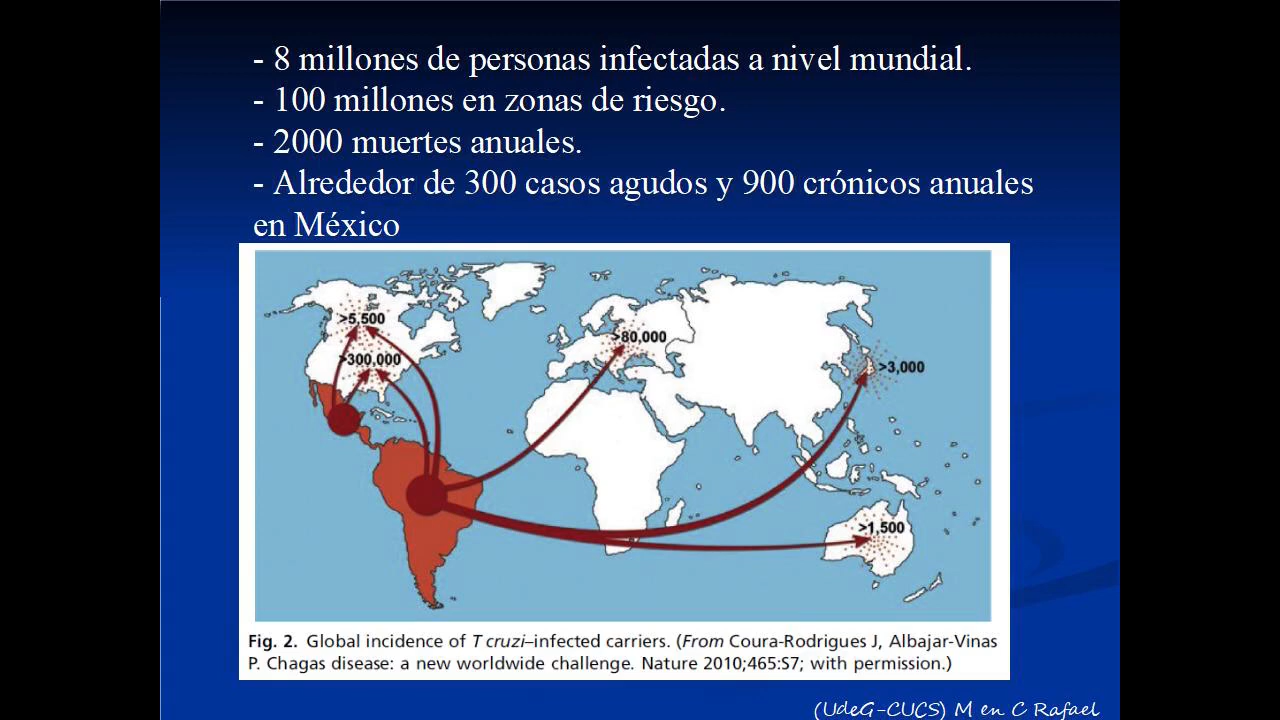 - 8 millones de personas infectadas a nivel mundial.
- 100 millones en zonas de riesgo.
- 2000 muertes anuales.
- Alrededor de 300 casos agudos y 900 crónicos anuales
en México
>5,500
>300,000
>80,000
>3,000
>1,500
Fig. 2. Global incidence of T cruzi–infected carriers. (From Coura-Rodrigues J, Albajar-Vinas
P. Chagas disease: a new worldwide challenge. Nature 2010;465:S7; with permission.)
(UdeG-CUCS) M en C Rafael